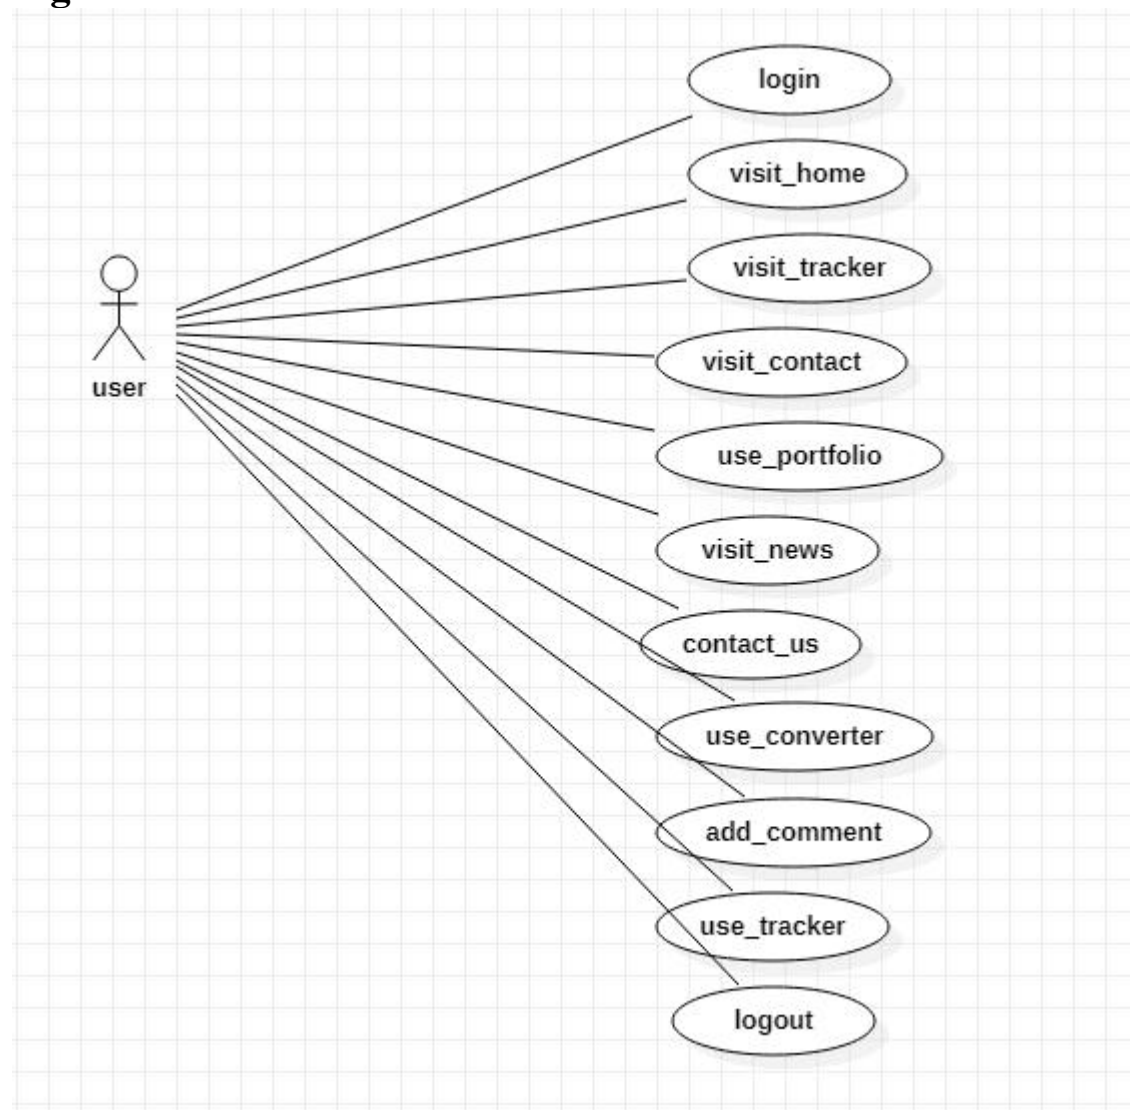 login
visit_home
visit_tracker
visit_contact
user
use_portfolio
visit_news
contact_us
use_converter
add_comment
use_tracker
logout